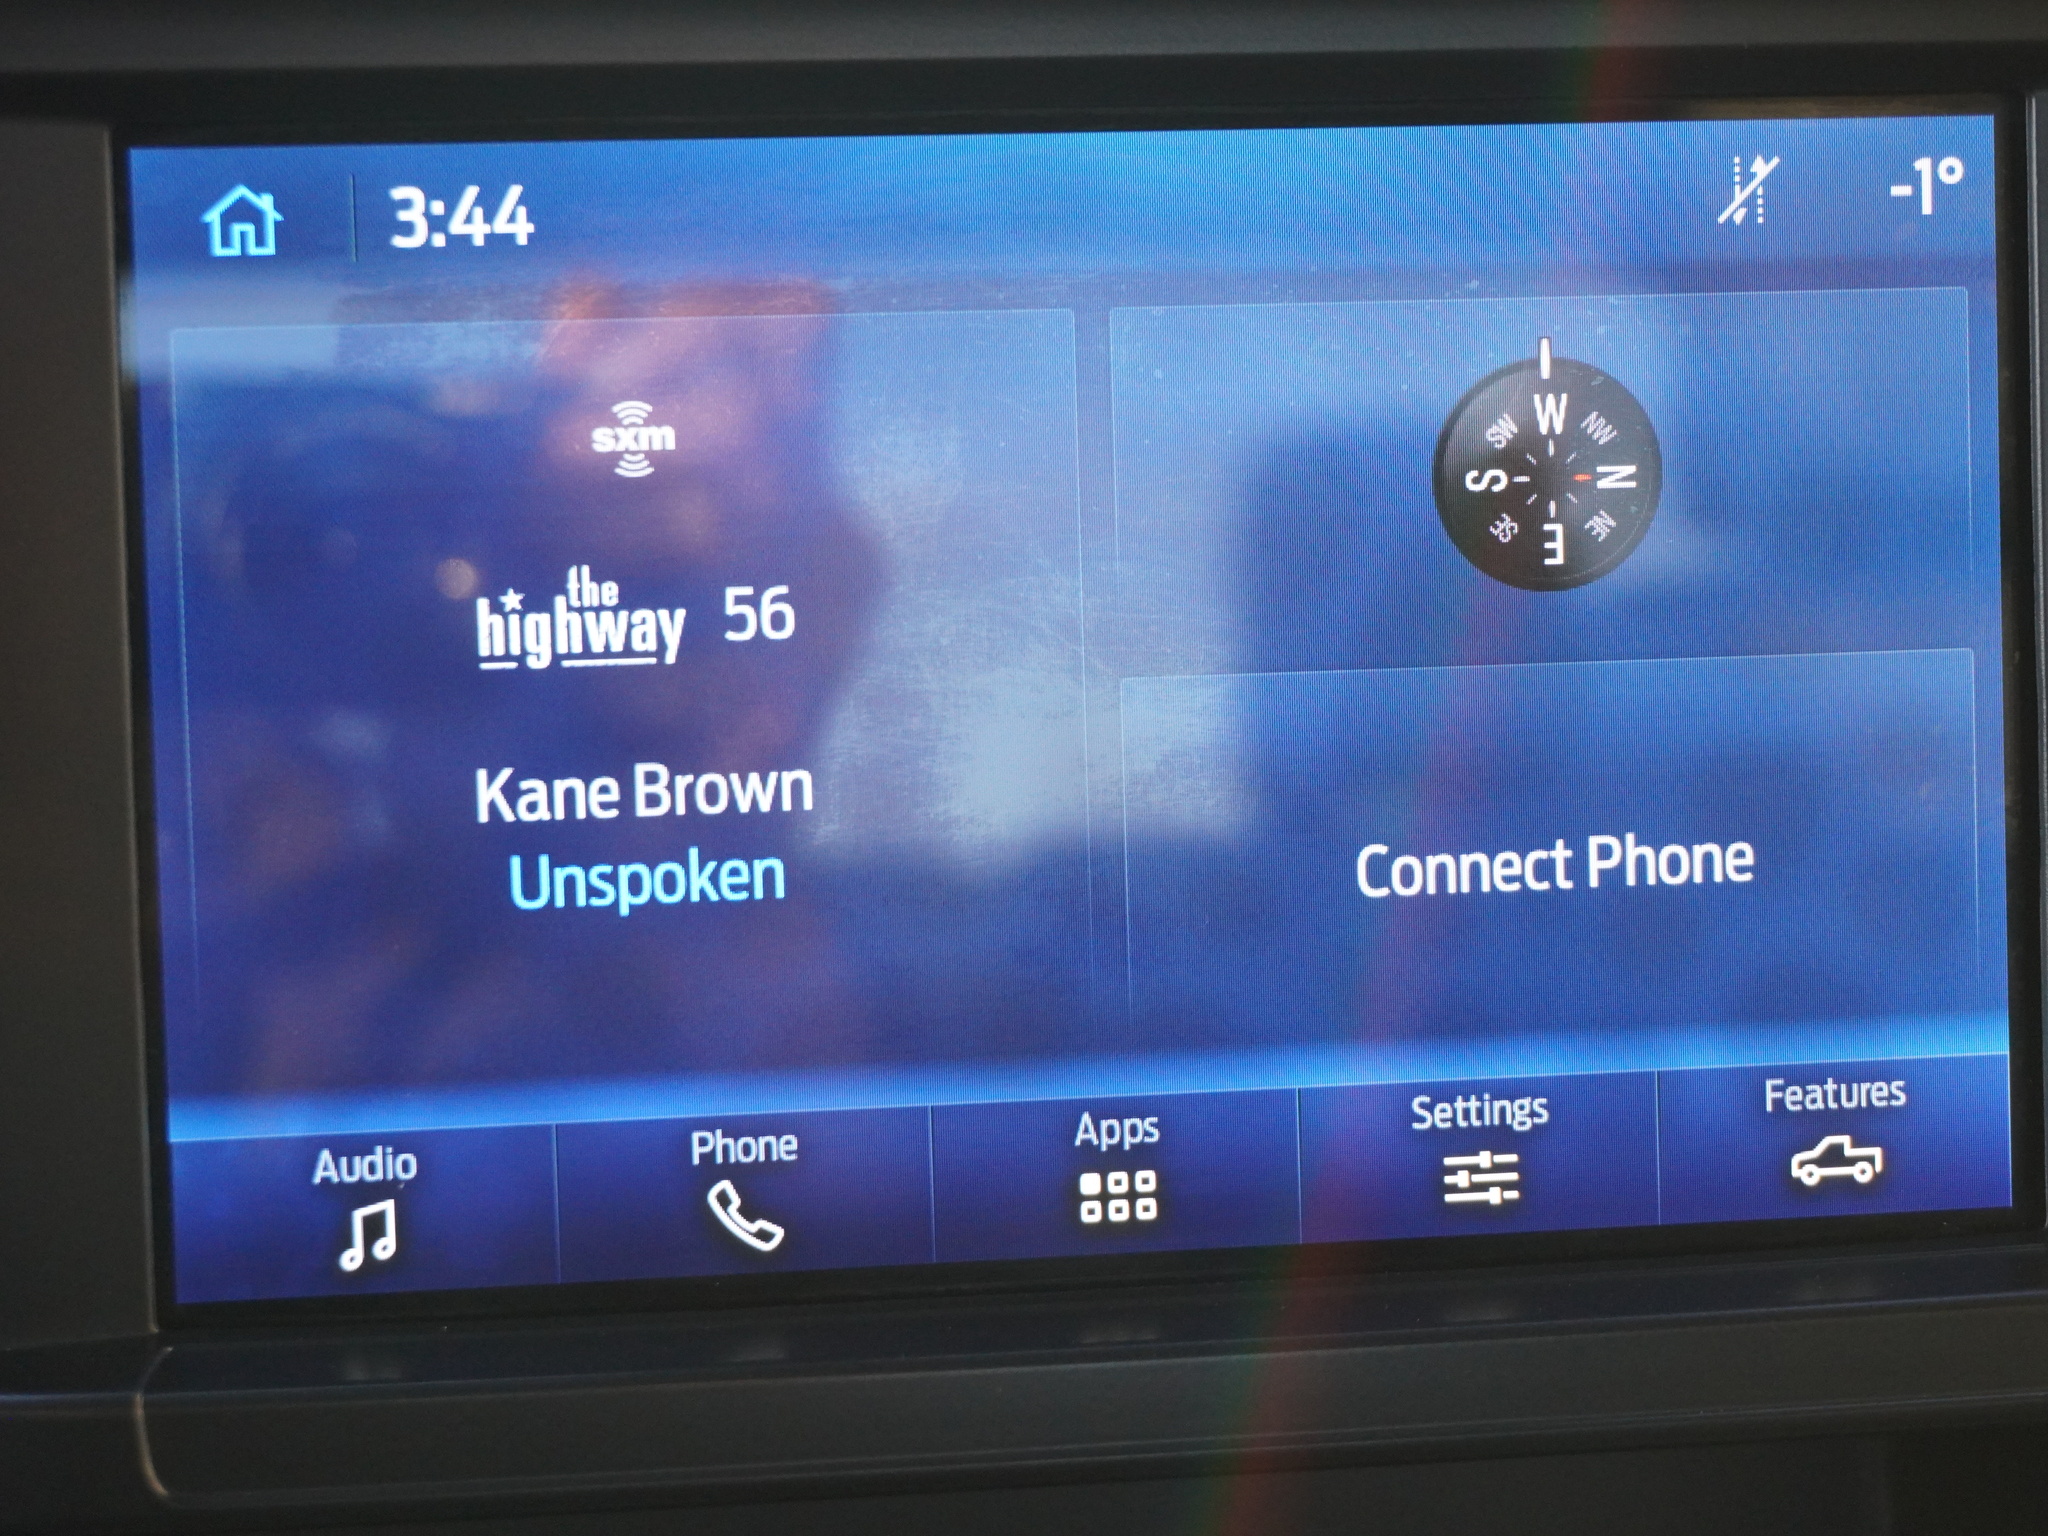 3:44
-1°
sxm
the
highway 56
Kane Brown
Unspoken
W
SW
NW
S
N
SE
NE
E
Connect Phone
Audio
Phone
Apps
Settings
Features